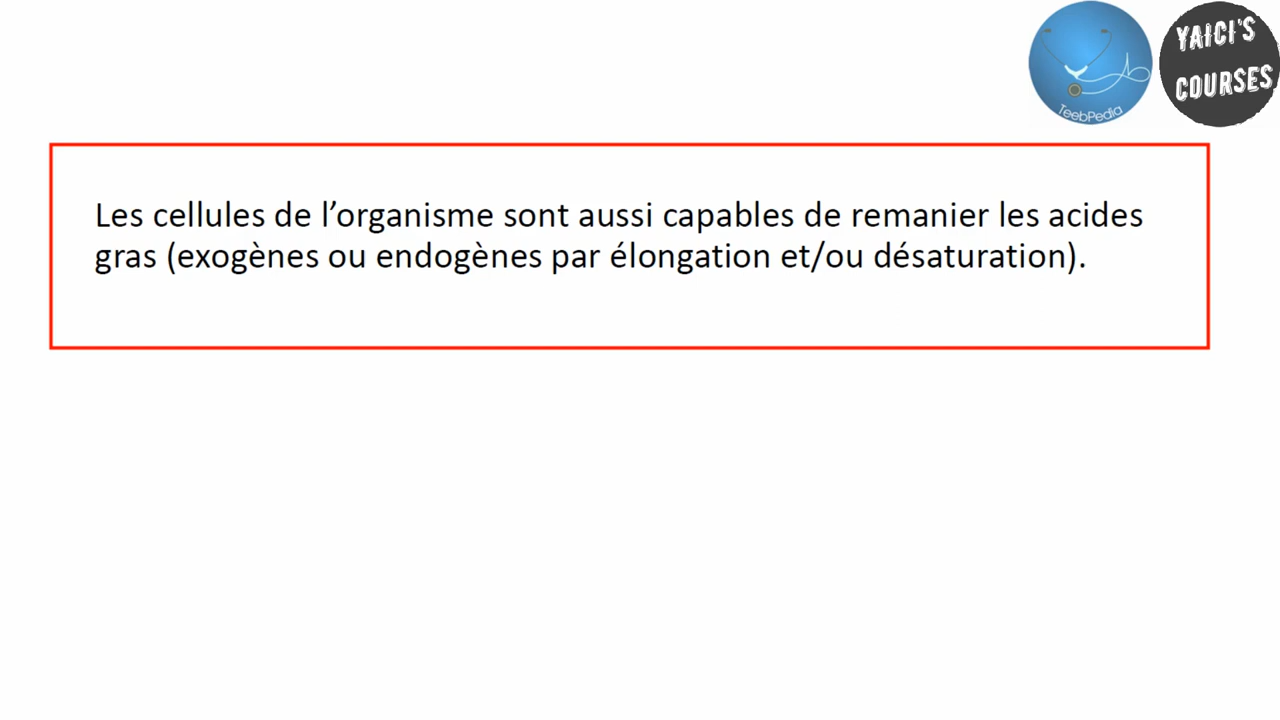 YAICI'S
COURSES
TeebPedia
Les cellules de l’organisme sont aussi capables de remanier les acides
gras (exogènes ou endogènes par élongation et/ou désaturation).